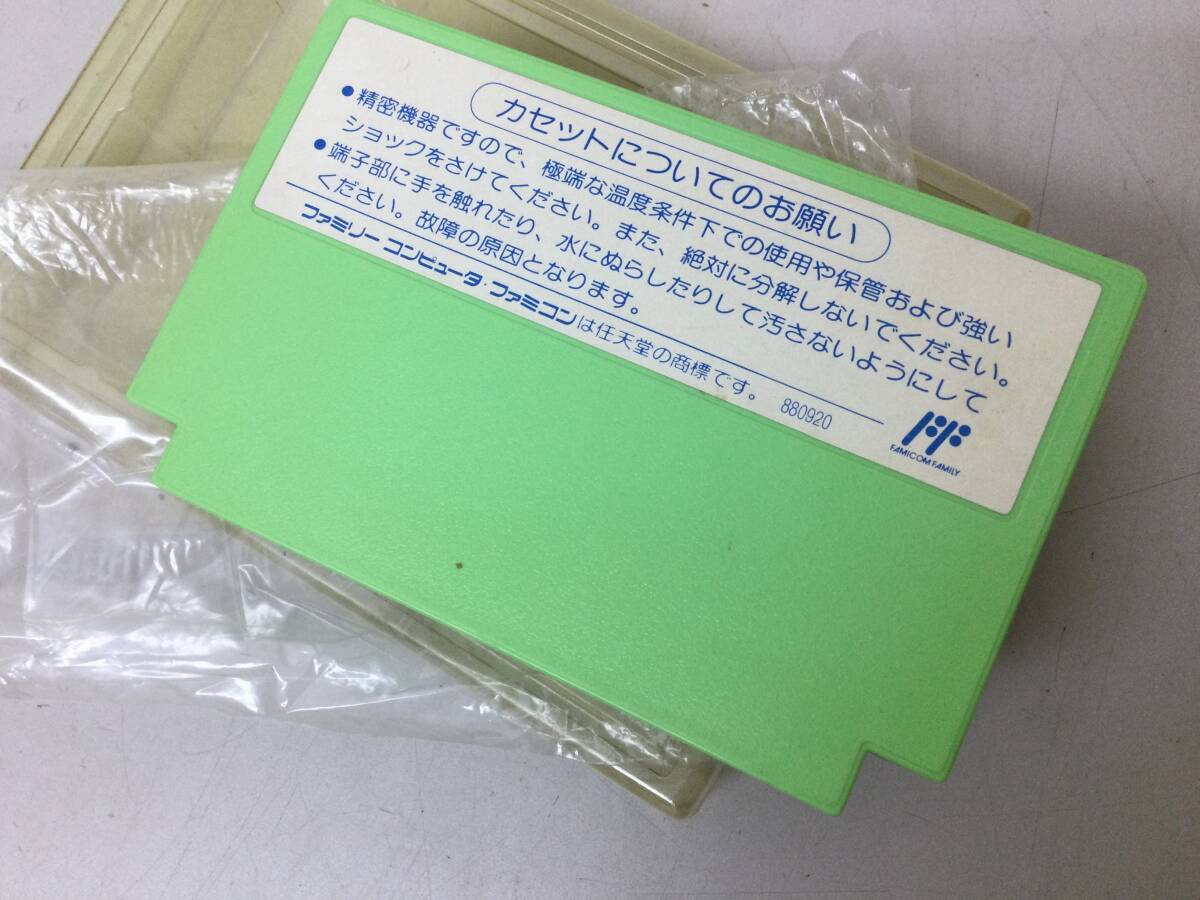 カセットについてのお願い
●精密機器ですので、極端な温度条件下での使用や保管および強い
ショックをさけてください。また、絶対に分解しないでください。
●端子部に手を触れたり、水にぬらしたりして汚さないようにして
ください。故障の原因となります。
ファミリーコンピュータ・ファミコンは任天堂の商標です。 880920
FAMICOM FAMILY